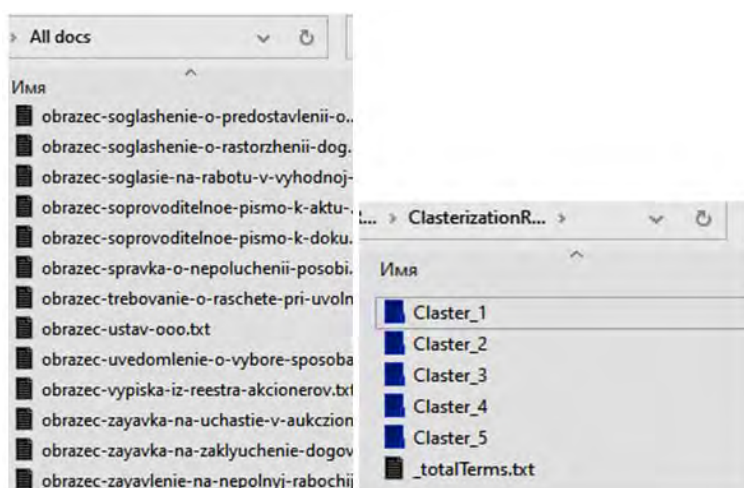 All docs
Имя
obrazec-soglashenie-o-predostavlenii-o..
obrazec-soglashenie-o-rastorzhenii-dog.
obrazec-soglasie-na-rabotu-v-vyhodnoj-
obrazec-soprovoditelnoe-pismo-k-aktu-.
obrazec-soprovoditelnoe-pismo-k-doku.
obrazec-spravka-o-nepoluchenii-posobi.
obrazec-trebovanie-o-raschete-pri-uvoln
obrazec-ustav-ooo.txt
obrazec-uvedomlenie-o-vybore-sposoba
obrazec-vypiska-iz-reestra-akcionerov.txt
obrazec-zayavka-na-uchastie-v-aukczion
obrazec-zayavka-na-zaklyuchenie-dogov
obrazec-zayavlenie-na-nepolnyj-rabochij
R... › ClasterizationR... ›
Имя
Claster_1
Claster_2
Claster_3
Claster_4
Claster_5
_totalTerms.txt